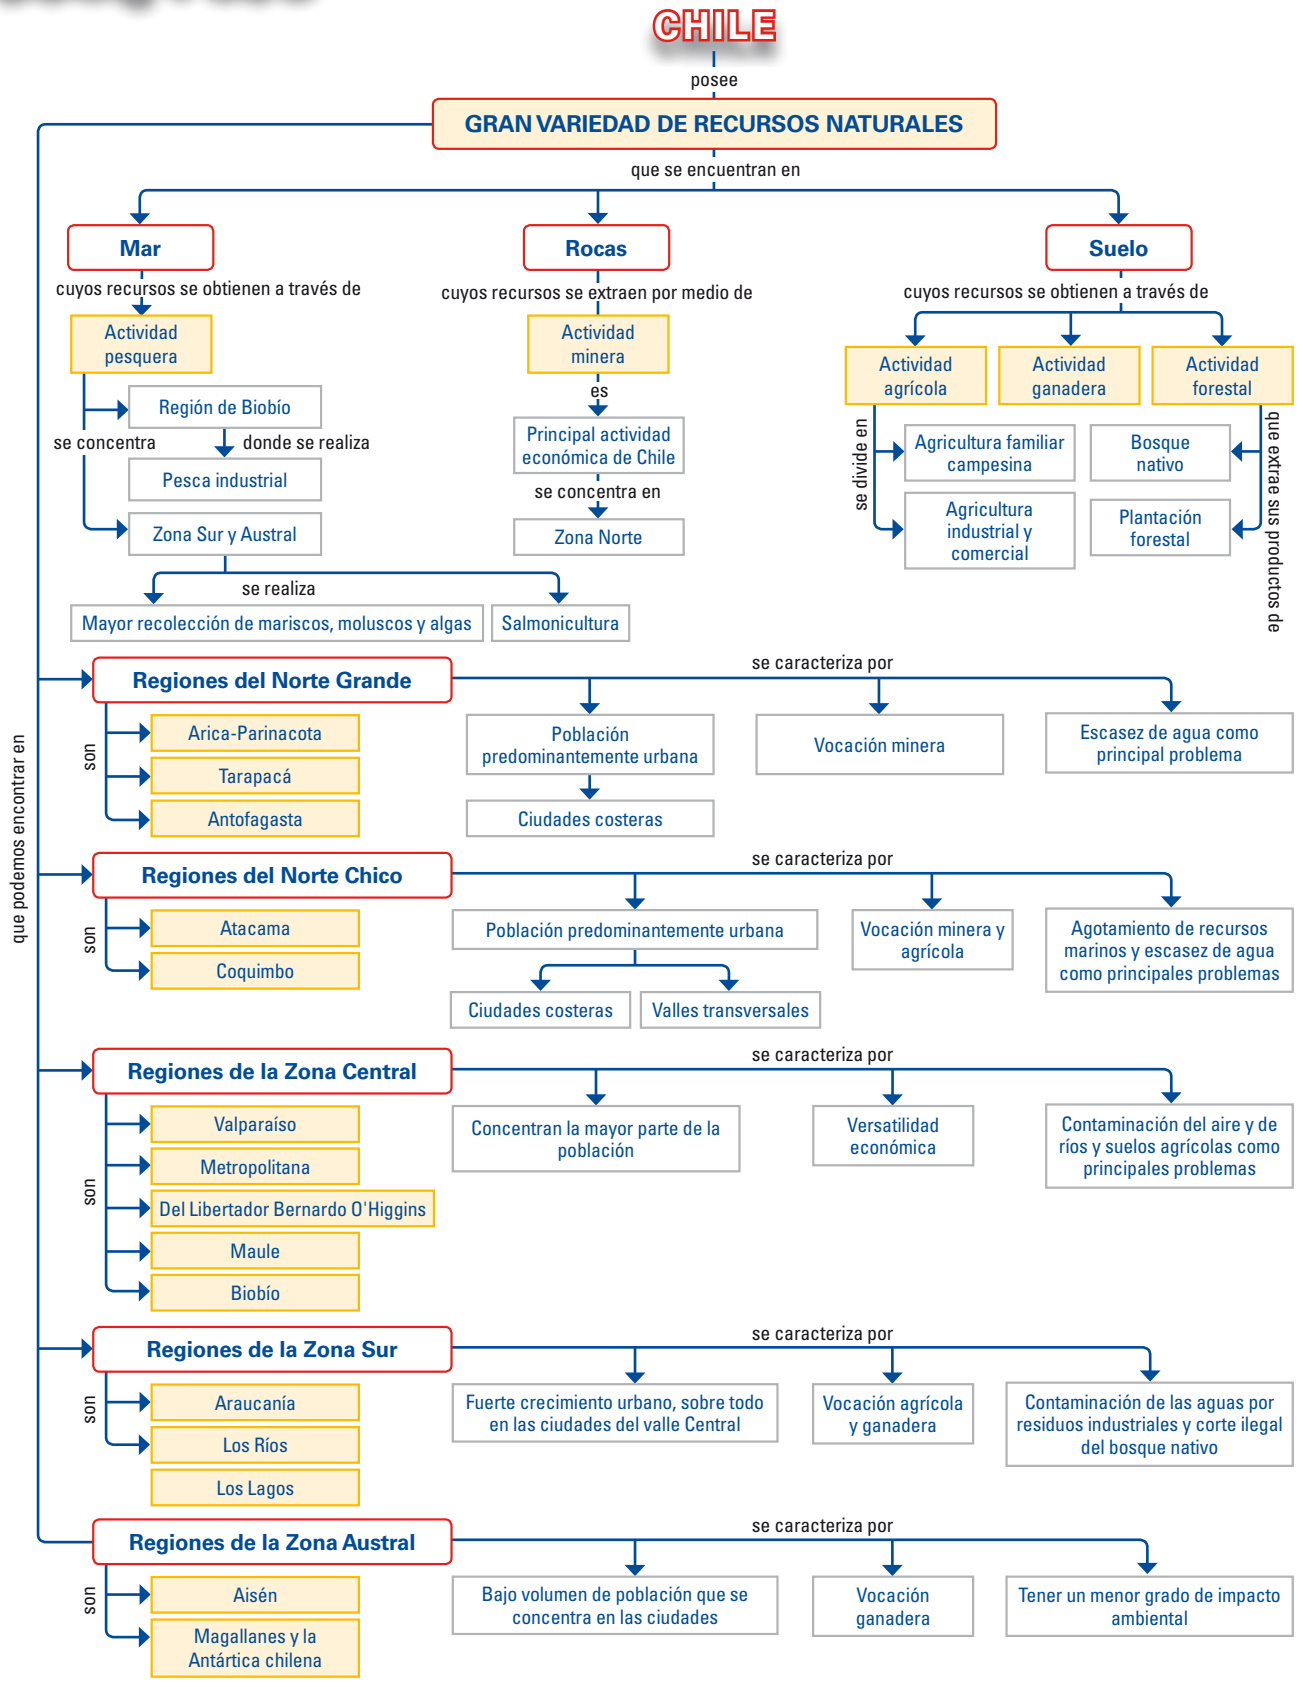 CHILE
posee
GRAN VARIEDAD DE RECURSOS NATURALES
que se encuentran en
Mar
Rocas
Suelo
cuyos recursos se obtienen a través de
cuyos recursos se extraen por medio de
cuyos recursos se obtienen a través de
Actividad
pesquera
Actividad
minera
Actividad
agrícola
Actividad
ganadera
Actividad
forestal
se concentra
Región de Biobío
donde se realiza
Pesca industrial
Zona Sur y Austral
se realiza
Mayor recolección de mariscos, moluscos y algas
Salmonicultura
es
Principal actividad
económica de Chile
se concentra en
Zona Norte
se divide en
Agricultura familiar
campesina
Agricultura
industrial y
comercial
que extrae sus productos de
Bosque
nativo
Plantación
forestal
que podemos encontrar en
Regiones del Norte Grande
son
Arica-Parinacota
Tarapacá
Antofagasta
se caracteriza por
Población
predominantemente urbana
Ciudades costeras
Vocación minera
Escasez de agua como
principal problema
Regiones del Norte Chico
son
Atacama
Coquimbo
se caracteriza por
Población predominantemente urbana
Ciudades costeras
Valles transversales
Vocación minera y
agrícola
Agotamiento de recursos
marinos y escasez de agua
como principales problemas
Regiones de la Zona Central
son
Valparaíso
Metropolitana
Del Libertador Bernardo O'Higgins
Maule
Biobío
se caracteriza por
Concentran la mayor parte de la
población
Versatilidad
económica
Contaminación del aire y de
ríos y suelos agrícolas como
principales problemas
Regiones de la Zona Sur
son
Araucanía
Los Ríos
Los Lagos
se caracteriza por
Fuerte crecimiento urbano, sobre todo
en las ciudades del valle Central
Vocación agrícola
y ganadera
Contaminación de las aguas por
residuos industriales y corte ilegal
del bosque nativo
Regiones de la Zona Austral
son
Aisén
Magallanes y la
Antártica chilena
se caracteriza por
Bajo volumen de población que se
concentra en las ciudades
Vocación
ganadera
Tener un menor grado de impacto
ambiental